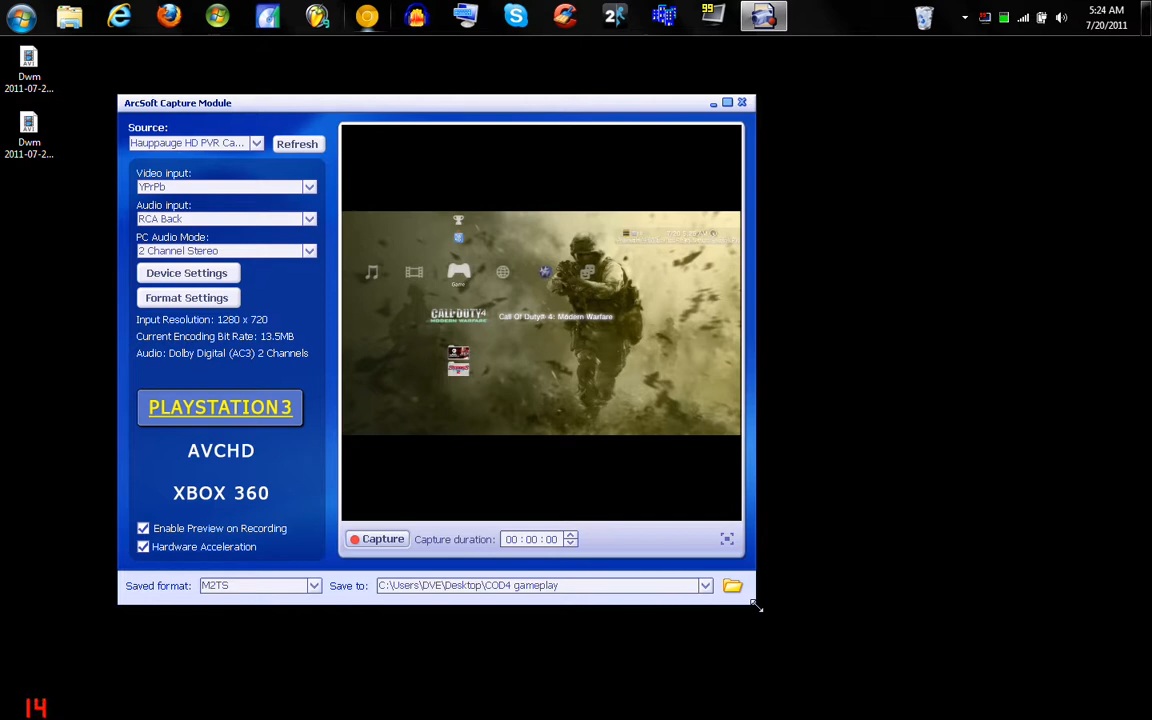 99
5:24 AM
7/20/2011
Dwm
2011-07-2...
Dwm
2011-07-2...
ArcSoft Capture Module
Source:
Hauppauge HD PVR Ca...
Refresh
Video input:
YPrPb
Audio input:
RCA Back
PC Audio Mode:
2 Channel Stereo
Device Settings
Format Settings
Input Resolution: 1280 x 720
Current Encoding Bit Rate: 13.5MB
Audio: Dolby Digital (AC3) 2 Channels
PLAYSTATION3
AVCHD
XBOX 360
Enable Preview on Recording
Hardware Acceleration
Game
CALL OF DUTY 4
MODERN WARFARE
Call Of Duty® 4: Modern Warfare
Capture
Capture duration:
00 : 00 : 00
Saved format:
M2TS
Save to:
C:\Users\DVE\Desktop\COD4 gameplay
14